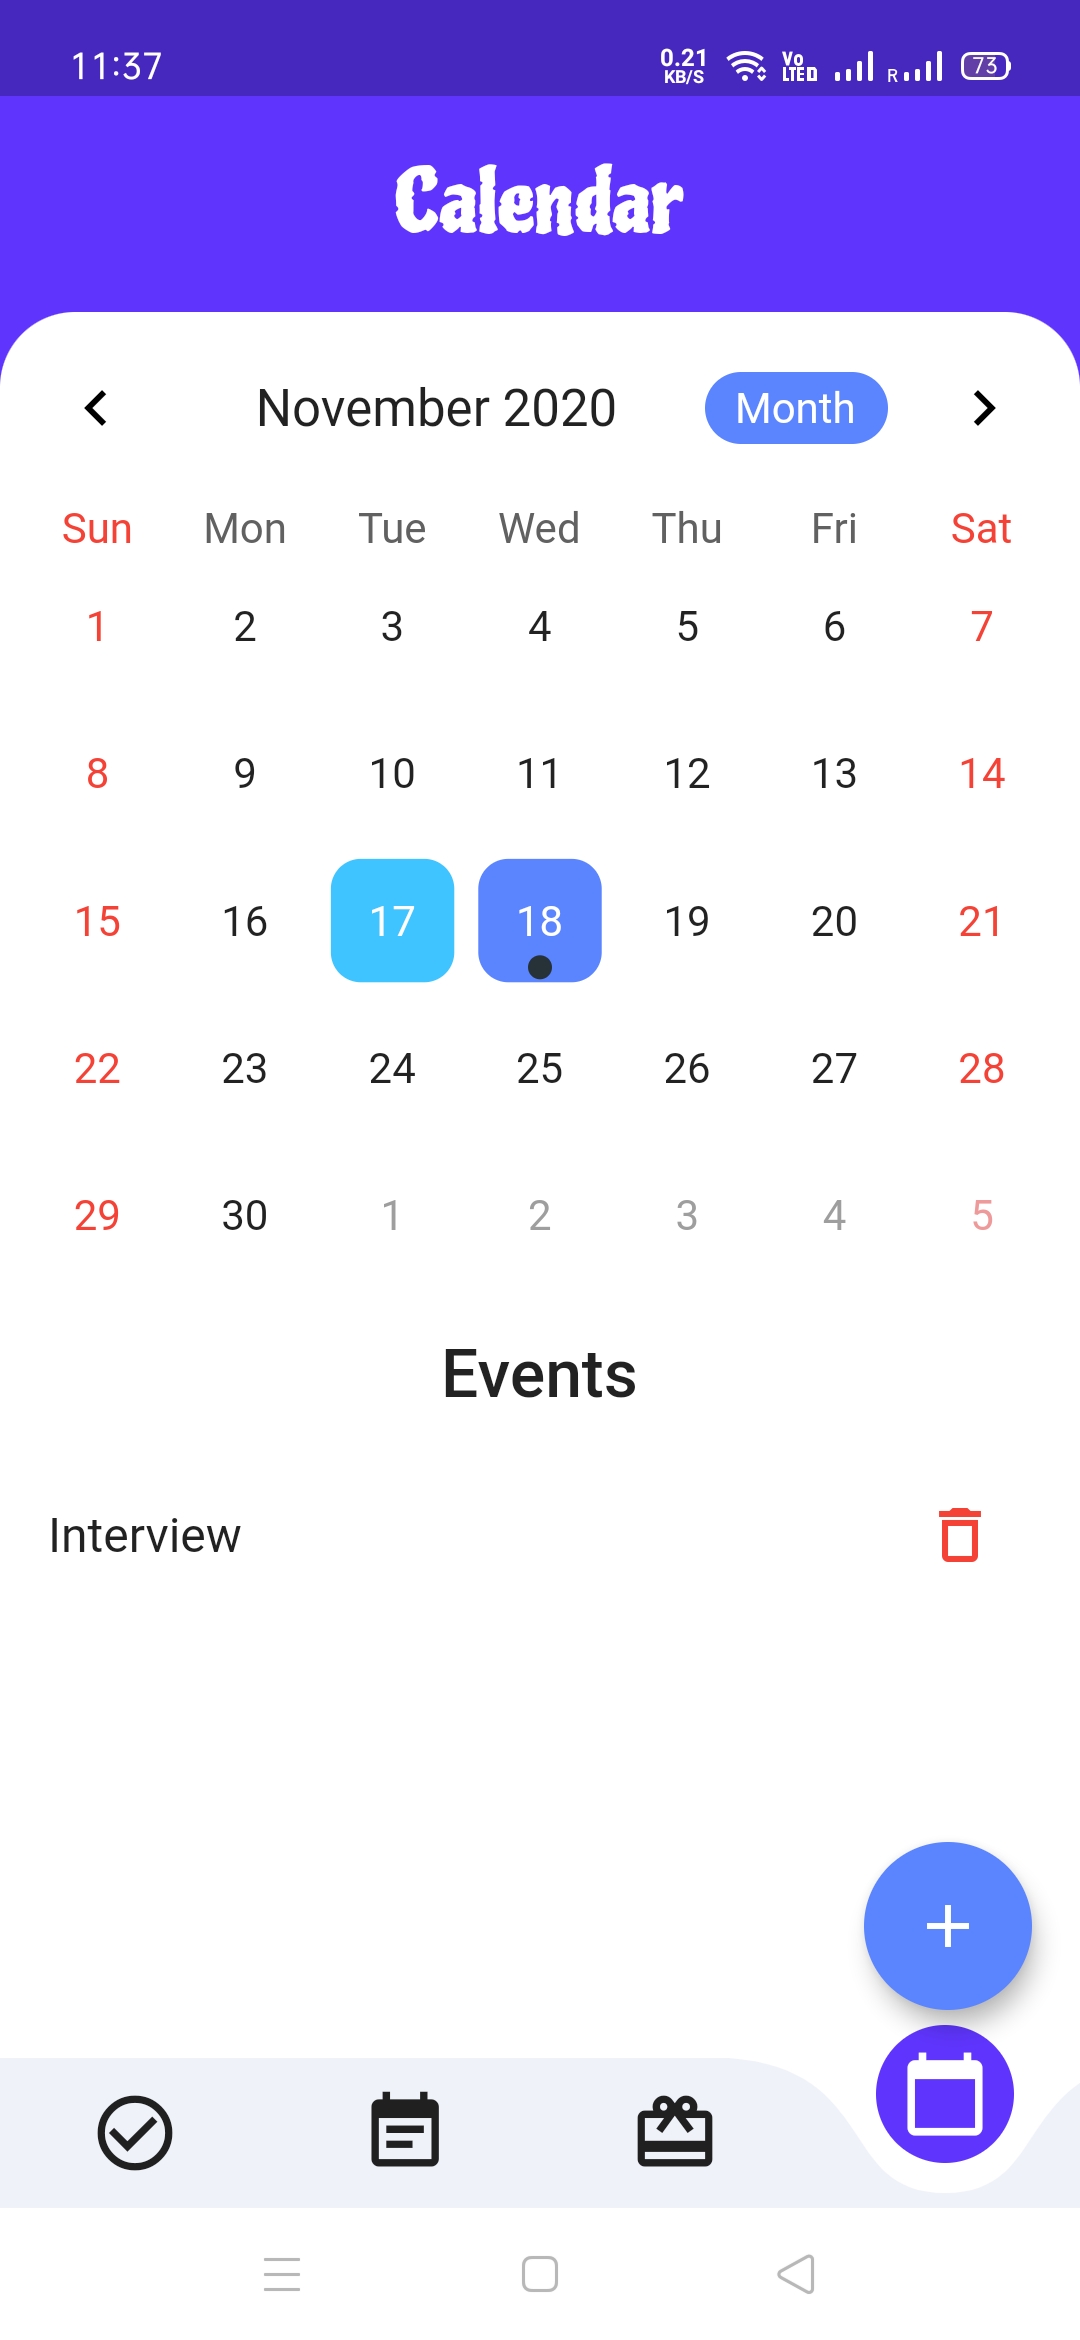 11:37 0.21 KB/S Vo LTED R 73
Calendar
November 2020 Month
Sun Mon Tue Wed Thu Fri Sat
1 2 3 4 5 6 7
8 9 10 11 12 13 14
15 16 17 18 19 20 21
22 23 24 25 26 27 28
29 30 1 2 3 4 5
Events
Interview